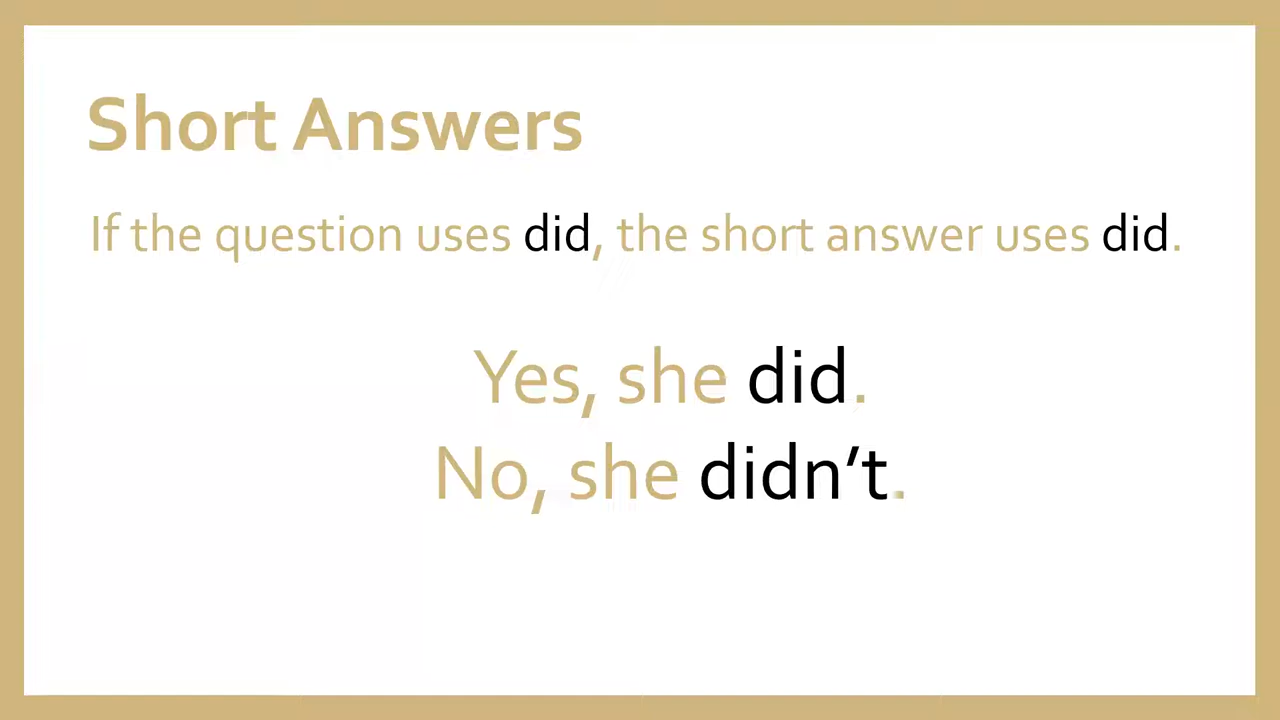 Short Answers
If the question uses did, the short answer uses did.
Yes, she did.
No, she didn’t.